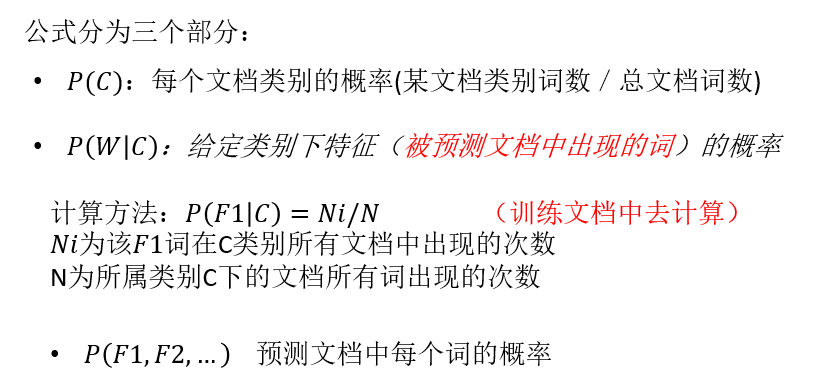 公式分为三个部分：
• P(C)：每个文档类别的概率(某文档类别词数／总文档词数)
• P(W|C)：给定类别下特征（被预测文档中出现的词）的概率
计算方法：P(F1|C) = Ni/N （训练文档中去计算）
Ni为该F1词在C类别所有文档中出现的次数
N为所属类别C下的文档所有词出现的次数
• P(F1,F2,…) 预测文档中每个词的概率